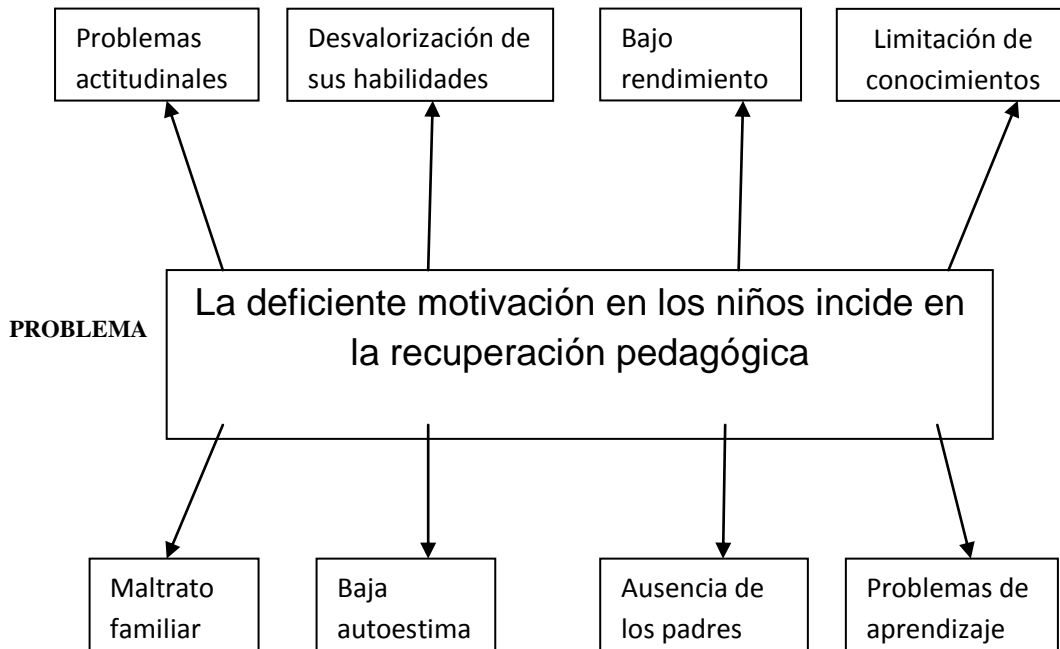 Problemas
actitudinales
Desvalorización de
sus habilidades
Bajo
rendimiento
Limitación de
conocimientos
PROBLEMA
La deficiente motivación en los niños incide en
la recuperación pedagógica
Maltrato
familiar
Baja
autoestima
Ausencia de
los padres
Problemas de
aprendizaje